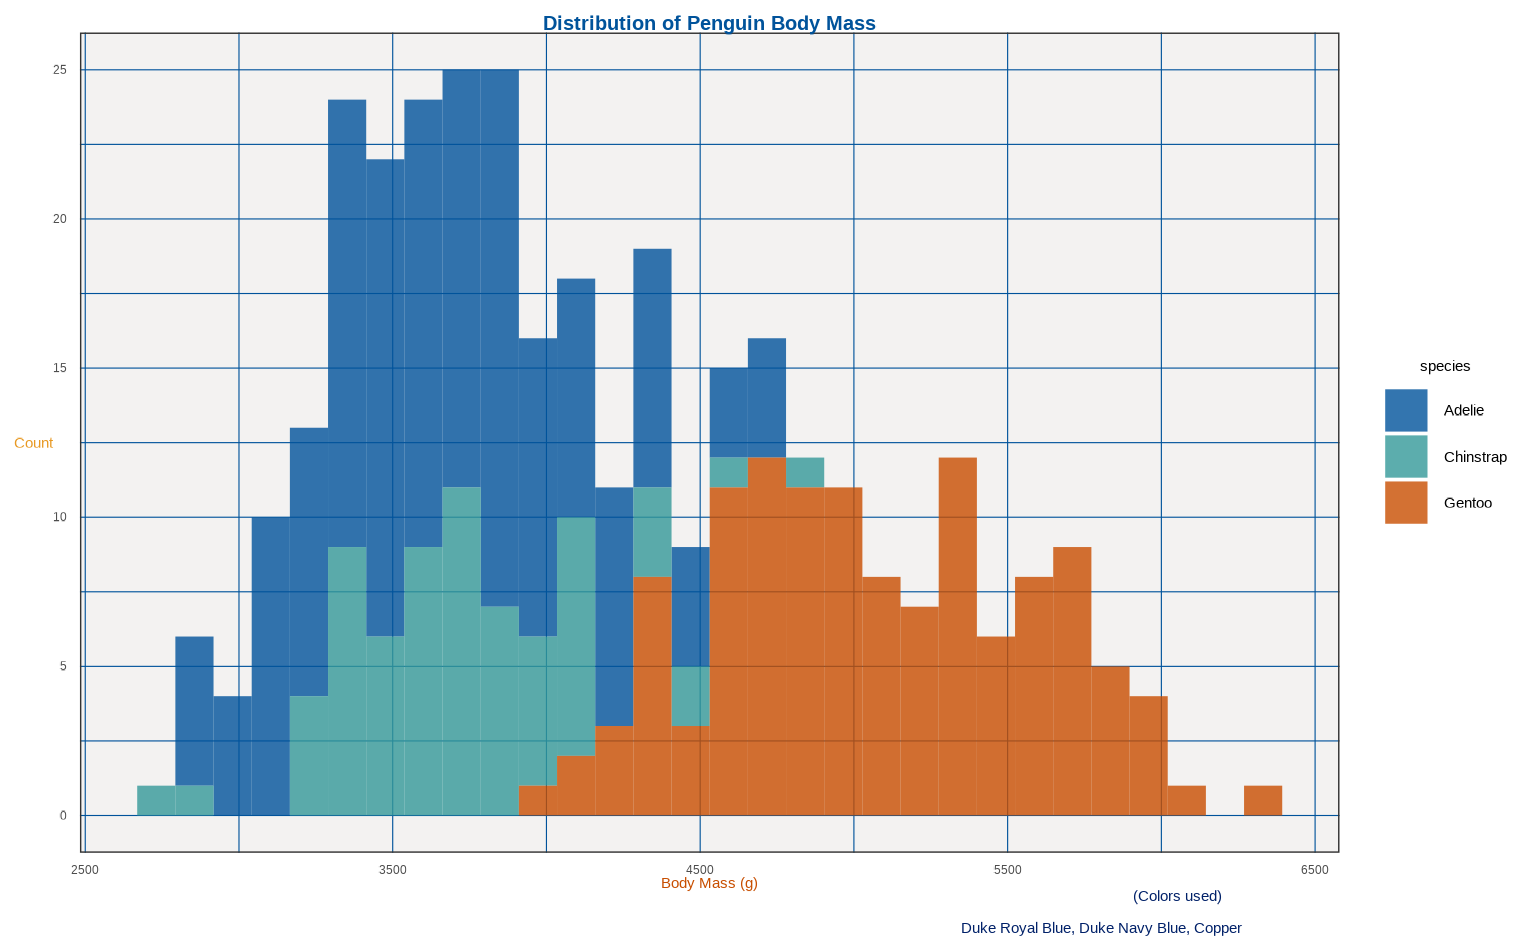 Distribution of Penguin Body Mass
25
20
15
10
5
0
Count
2500 3500 4500 5500 6500
Body Mass (g)
species
Adelie
Chinstrap
Gentoo
(Colors used)
Duke Royal Blue, Duke Navy Blue, Copper